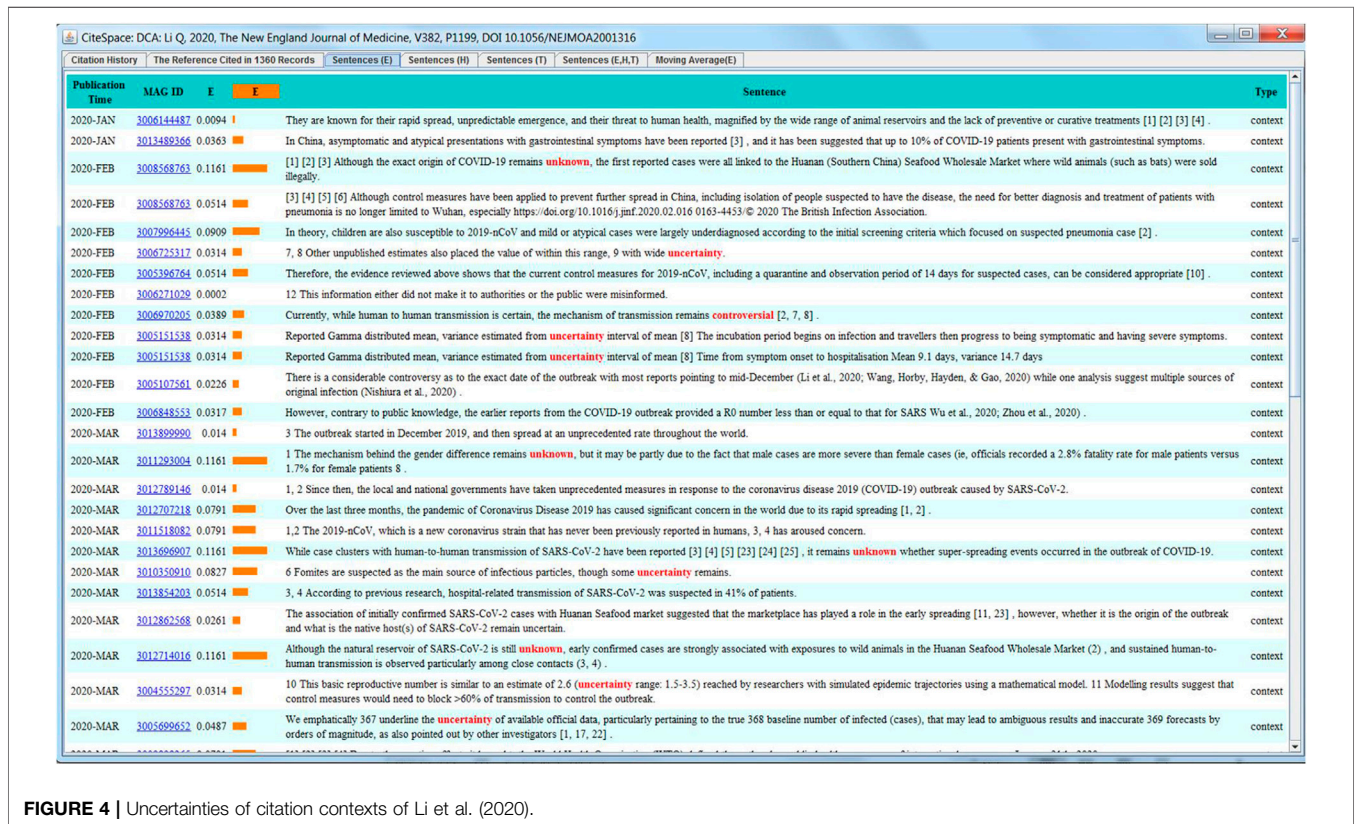 CiteSpace: DCA: Li Q, 2020, The New England Journal of Medicine, V382, P1199, DOI 10.1056/NEJMOA2001316
Citation History The Reference Cited in 1360 Records Sentences (E) Sentences (H) Sentences (T) Sentences (E,H,T) Moving Average(E)
Publication Time MAG ID E E Sentence Type
2020-JAN 3006144487 0.0094 They are known for their rapid spread, unpredictable emergence, and their threat to human health, magnified by the wide range of animal reservoirs and the lack of preventive or curative treatments [1] [2] [3] [4] . context
2020-JAN 3013489366 0.0363 In China, asymptomatic and atypical presentations with gastrointestinal symptoms have been reported [3] , and it has been suggested that up to 10% of COVID-19 patients present with gastrointestinal symptoms. context
2020-FEB 3008568763 0.1161 [1] [2] [3] Although the exact origin of COVID-19 remains unknown, the first reported cases were all linked to the Huanan (Southern China) Seafood Wholesale Market where wild animals (such as bats) were sold
illegally. context
2020-FEB 3008568763 0.0514 [3] [4] [5] [6] Although control measures have been applied to prevent further spread in China, including isolation of people suspected to have the disease, the need for better diagnosis and treatment of patients with
pneumonia is no longer limited to Wuhan, especially https://doi.org/10.1016/j.jinf.2020.02.016 0163-4453/© 2020 The British Infection Association. context
2020-FEB 3007996445 0.0909 In theory, children are also susceptible to 2019-nCoV and mild or atypical cases were largely underdiagnosed according to the initial screening criteria which focused on suspected pneumonia case [2] . context
2020-FEB 3006725317 0.0314 7, 8 Other unpublished estimates also placed the value of within this range, 9 with wide uncertainty. context
2020-FEB 3005396764 0.0514 Therefore, the evidence reviewed above shows that the current control measures for 2019-nCoV, including a quarantine and observation period of 14 days for suspected cases, can be considered appropriate [10] . context
2020-FEB 3006271029 0.0002 12 This information either did not make it to authorities or the public were misinformed. context
2020-FEB 3006970205 0.0389 Currently, while human to human transmission is certain, the mechanism of transmission remains controversial [2, 7, 8] . context
2020-FEB 3005151538 0.0314 Reported Gamma distributed mean, variance estimated from uncertainty interval of mean [8] The incubation period begins on infection and travellers then progress to being symptomatic and having severe symptoms. context
2020-FEB 3005151538 0.0314 Reported Gamma distributed mean, variance estimated from uncertainty interval of mean [8] Time from symptom onset to hospitalisation Mean 9.1 days, variance 14.7 days context
2020-FEB 3005107561 0.0226 There is a considerable controversy as to the exact date of the outbreak with most reports pointing to mid-December (Li et al., 2020; Wang, Horby, Hayden, & Gao, 2020) while one analysis suggest multiple sources of
original infection (Nishiura et al., 2020) . context
2020-FEB 3006848553 0.0317 However, contrary to public knowledge, the earlier reports from the COVID-19 outbreak provided a R0 number less than or equal to that for SARS Wu et al., 2020; Zhou et al., 2020) . context
2020-MAR 3013899990 0.014 3 The outbreak started in December 2019, and then spread at an unprecedented rate throughout the world. context
2020-MAR 3011293004 0.1161 1 The mechanism behind the gender difference remains unknown, but it may be partly due to the fact that male cases are more severe than female cases (ie, officials recorded a 2.8% fatality rate for male patients versus
1.7% for female patients 8 . context
2020-MAR 3012789146 0.014 1, 2 Since then, the local and national governments have taken unprecedented measures in response to the coronavirus disease 2019 (COVID-19) outbreak caused by SARS-CoV-2. context
2020-MAR 3012707218 0.0791 Over the last three months, the pandemic of Coronavirus Disease 2019 has caused significant concern in the world due to its rapid spreading [1, 2] . context
2020-MAR 3011518082 0.0791 1,2 The 2019-nCoV, which is a new coronavirus strain that has never been previously reported in humans, 3, 4 has aroused concern. context
2020-MAR 3013696907 0.1161 While case clusters with human-to-human transmission of SARS-CoV-2 have been reported [3] [4] [5] [23] [24] [25] , it remains unknown whether super-spreading events occurred in the outbreak of COVID-19. context
2020-MAR 3010350910 0.0827 6 Fomites are suspected as the main source of infectious particles, though some uncertainty remains. context
2020-MAR 3013854203 0.0514 3, 4 According to previous research, hospital-related transmission of SARS-CoV-2 was suspected in 41% of patients. context
2020-MAR 3012862568 0.0261 The association of initially confirmed SARS-CoV-2 cases with Huanan Seafood market suggested that the marketplace has played a role in the early spreading [11, 23] , however, whether it is the origin of the outbreak
and what is the native host(s) of SARS-CoV-2 remain uncertain. context
2020-MAR 3012714016 0.1161 Although the natural reservoir of SARS-CoV-2 is still unknown, early confirmed cases are strongly associated with exposures to wild animals in the Huanan Seafood Wholesale Market (2) , and sustained human-to-
human transmission is observed particularly among close contacts (3, 4) . context
2020-MAR 3004555297 0.0314 10 This basic reproductive number is similar to an estimate of 2.6 (uncertainty range: 1.5-3.5) reached by researchers with simulated epidemic trajectories using a mathematical model. 11 Modelling results suggest that
control measures would need to block >60% of transmission to control the outbreak. context
2020-MAR 3005699652 0.0487 We emphatically 367 underline the uncertainty of available official data, particularly pertaining to the true 368 baseline number of infected (cases), that may lead to ambiguous results and inaccurate 369 forecasts by
orders of magnitude, as also pointed out by other investigators [1, 17, 22] . context
FIGURE 4 | Uncertainties of citation contexts of Li et al. (2020).